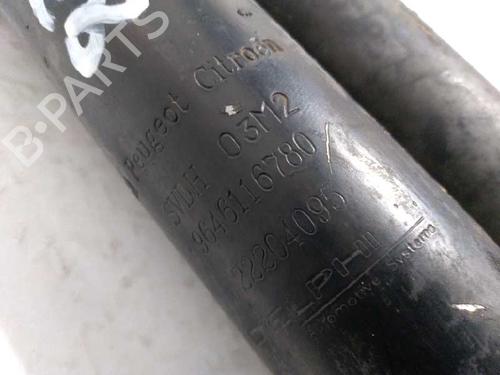 B-PARTS
Peugeot Citroën
SVDH 03M2
9646116780/
22204095
DELPHI
Automotive Systems